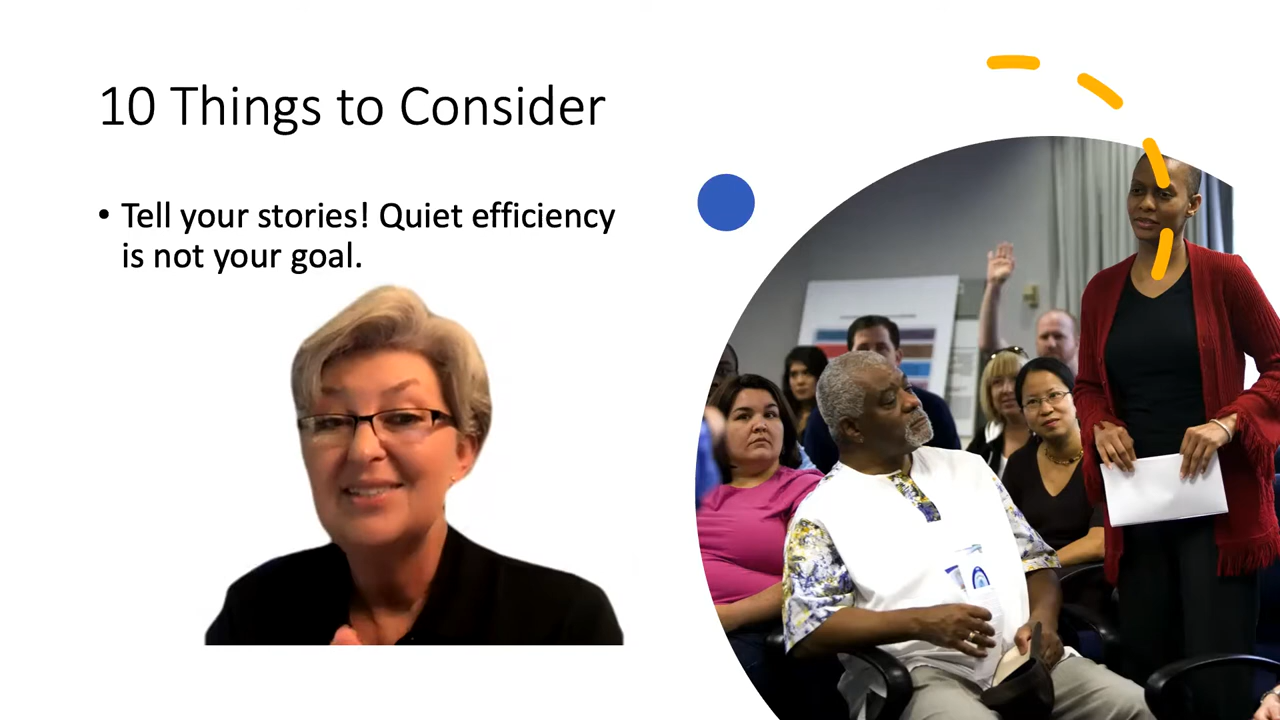 10 Things to Consider
• Tell your stories! Quiet efficiency
is not your goal.